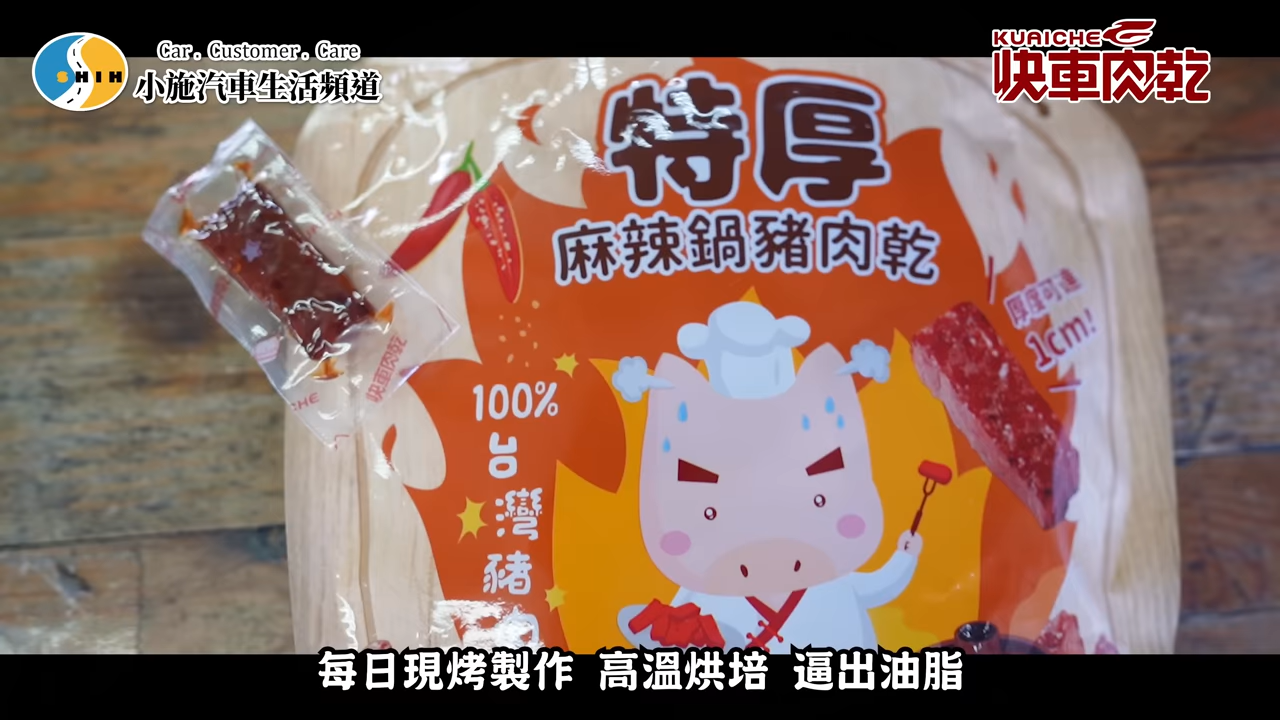 SHIH
Car. Customer. Care
小施汽車生活頻道
KUAICHE
快車肉乾
特厚
麻辣鍋豬肉乾
厚度可達
1cm!
100%
台灣豬肉
快車肉乾
CHE
每日現烤製作 高溫烘培 逼出油脂